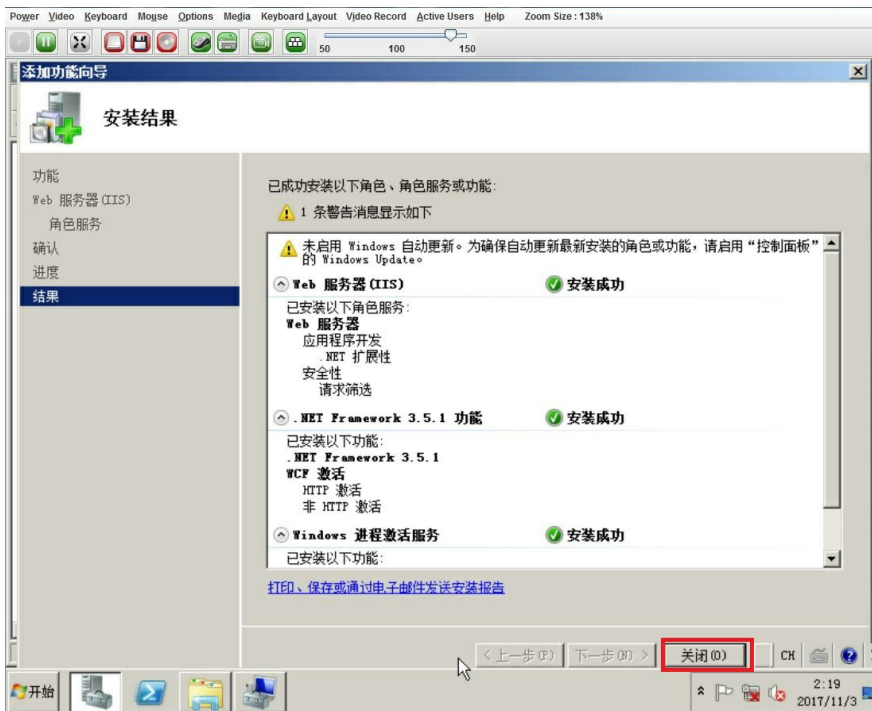 Power Video Keyboard Mouse Options Media Keyboard Layout Video Record Active Users Help Zoom Size : 138%
50 100 150
添加功能向导
安装结果
功能
Web 服务器(IIS)
角色服务
确认
进度
结果
已成功安装以下角色、角色服务或功能:
1 条警告消息显示如下
未启用 Windows 自动更新。为确保自动更新最新安装的角色或功能，请启用“控制面板”
的 Windows Update。
Web 服务器(IIS) 安装成功
已安装以下角色服务:
Web 服务器
应用程序开发
.NET 扩展性
安全性
请求筛选
.NET Framework 3.5.1 功能 安装成功
已安装以下功能:
.NET Framework 3.5.1
WCF 激活
HTTP 激活
非 HTTP 激活
Windows 进程激活服务 安装成功
已安装以下功能:
打印、保存或通过电子邮件发送安装报告
< 上一步(P) 下一步(N) > 关闭(O) CH
开始 2:19
2017/11/3